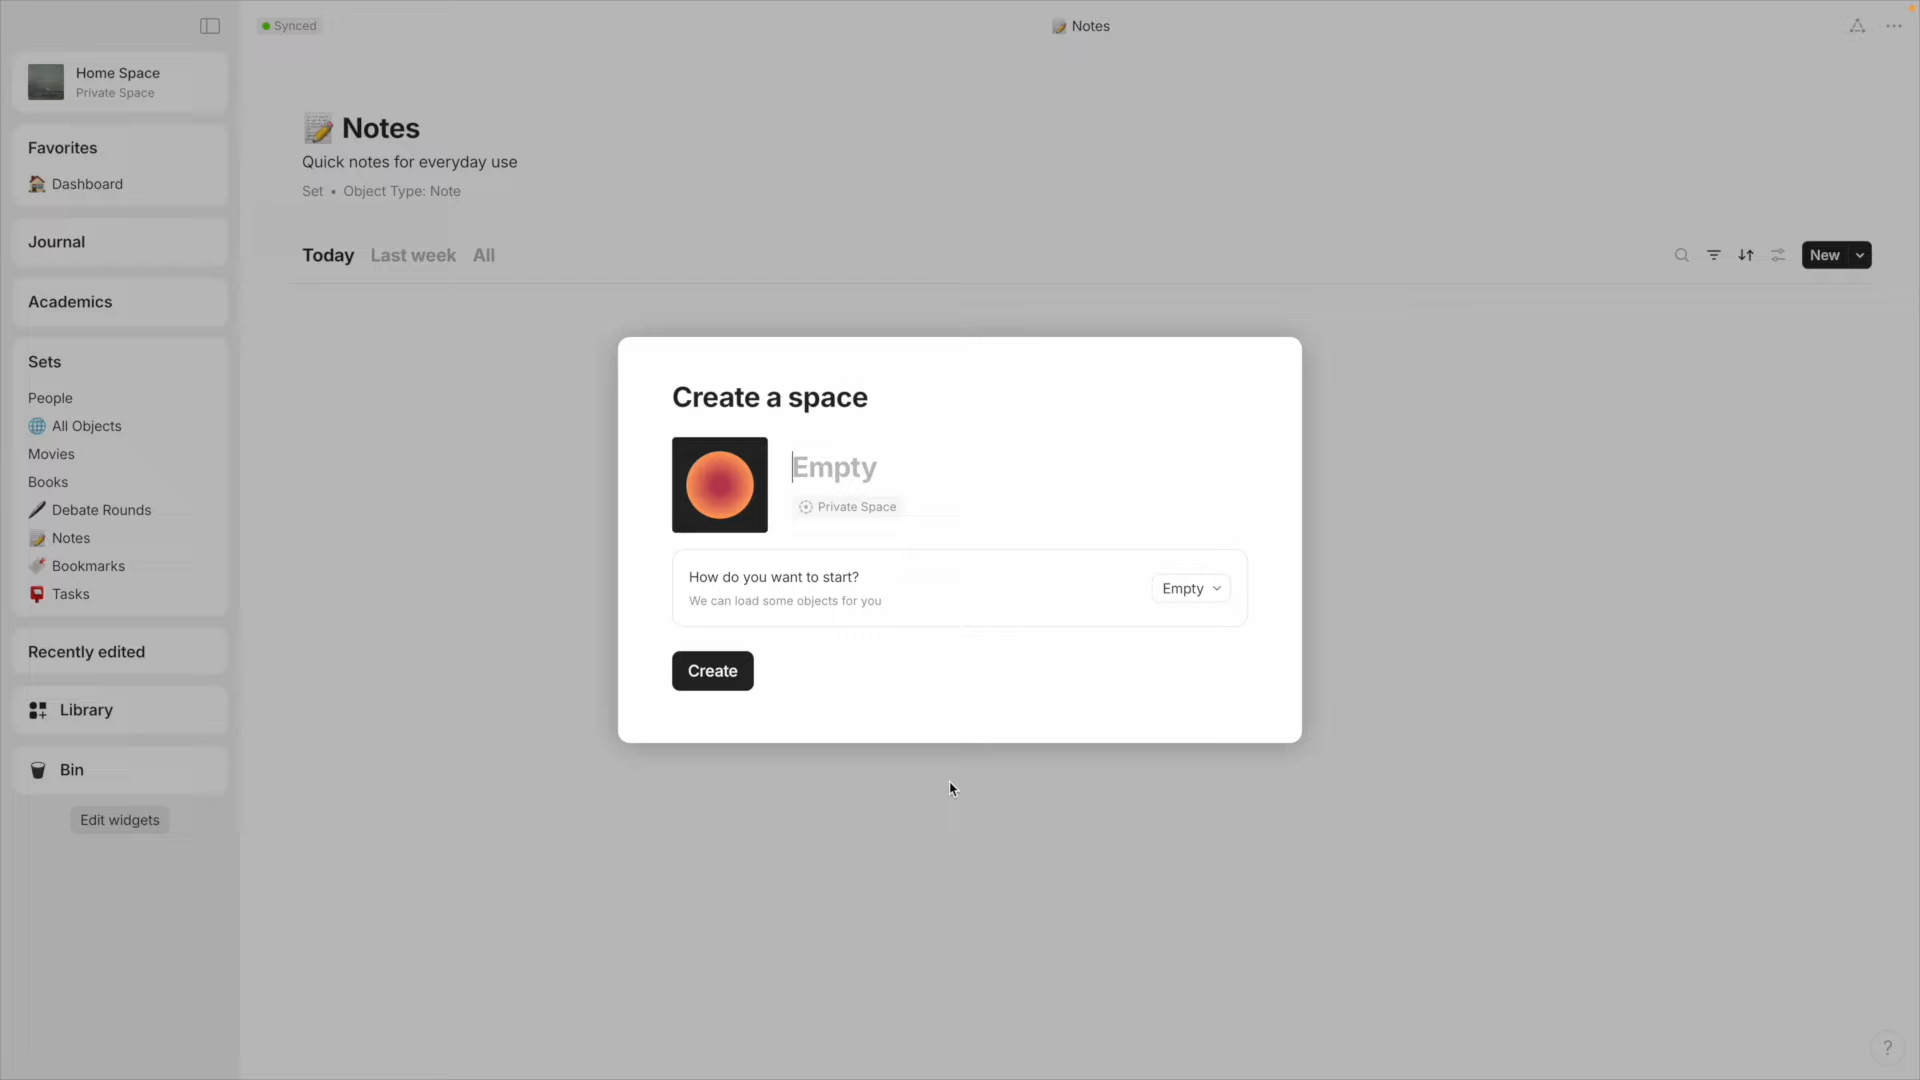 Synced
Notes
Home Space
Private Space
Favorites
Dashboard
Journal
Academics
Sets
People
All Objects
Movies
Books
Debate Rounds
Notes
Bookmarks
Tasks
Recently edited
Library
Bin
Edit widgets
Notes
Quick notes for everyday use
Set • Object Type: Note
Today Last week All
New
Create a space
Empty
Private Space
How do you want to start?
We can load some objects for you
Empty
Create
?